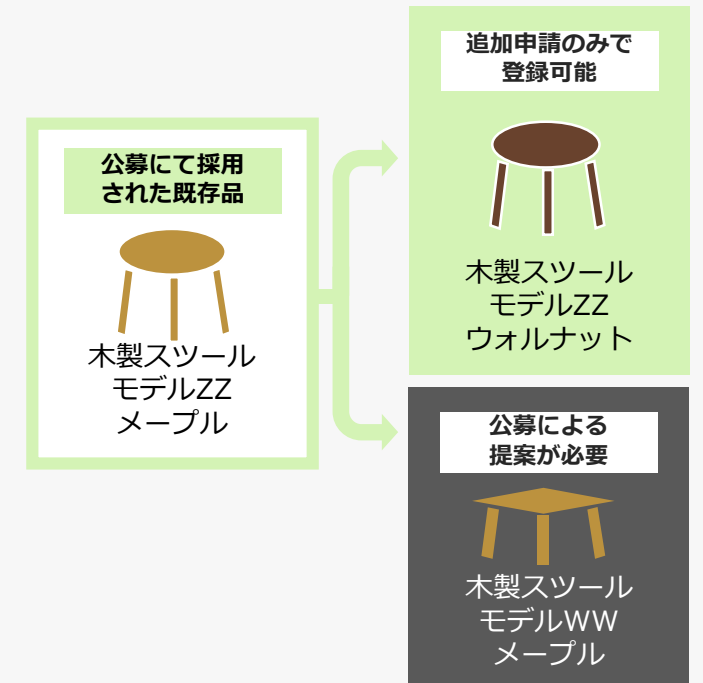 公募にて採用
された既存品
木製スツール
モデルZZ
メープル
追加申請のみで
登録可能
木製スツール
モデルZZ
ウォルナット
公募による
提案が必要
木製スツール
モデルWW
メープル